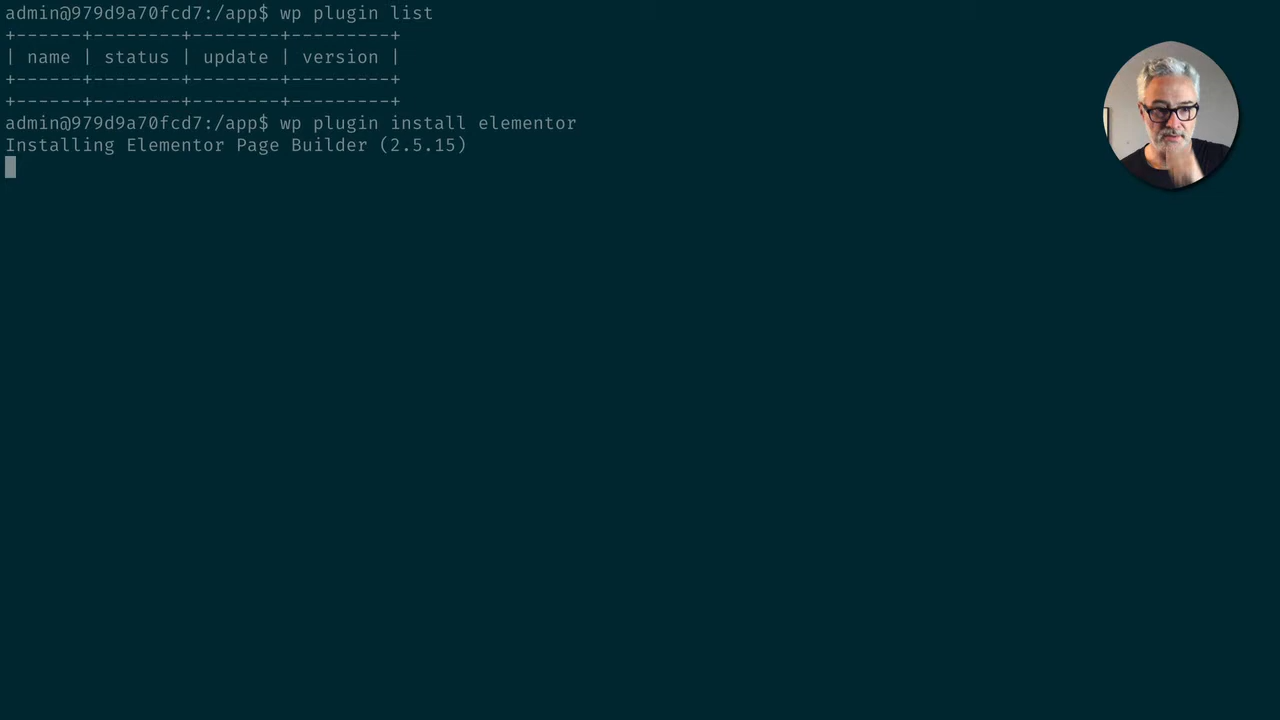 admin@979d9a70fcd7:/app$ wp plugin list
+------+--------+--------+---------+
| name | status | update | version |
+------+--------+--------+---------+
+------+--------+--------+---------+
admin@979d9a70fcd7:/app$ wp plugin install elementor
Installing Elementor Page Builder (2.5.15)